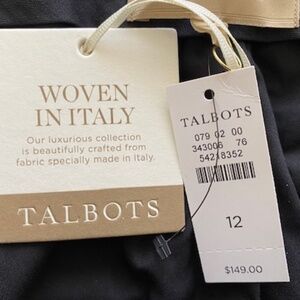 WOVEN
IN ITALY
Our luxurious collection
is beautifully crafted from
fabric specially made in Italy.
TALBOTS
TALBOTS
079 02 00
343006 76
54218352
12
$149.00